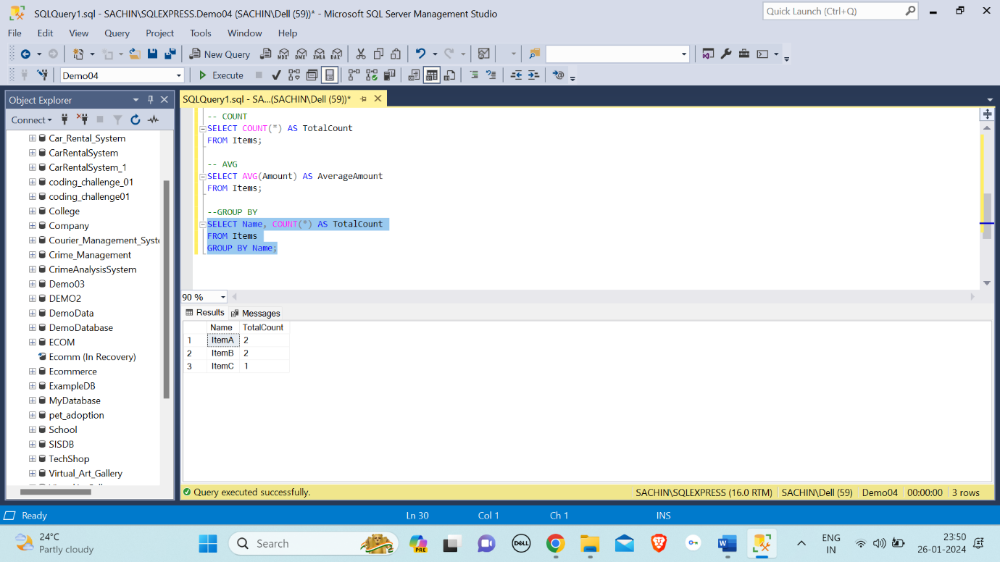 SQLQuery1.sql - SACHIN\SQLEXPRESS.Demo04 (SACHIN\Dell (59))* - Microsoft SQL Server Management Studio
Quick Launch (Ctrl+Q)
File Edit View Query Project Tools Window Help
New Query MDX DMX XMLA DAX
Demo04 Execute
Object Explorer
SQLQuery1.sql - SA...(SACHIN\Dell (59))*
Connect
Car_Rental_System
CarRentalSystem
CarRentalSystem_1
coding_challenge_01
coding_challenge01
College
Company
Courier_Management_Syst
Crime_Management
CrimeAnalysisSystem
Demo03
DEMO2
DemoData
DemoDatabase
ECOM
Ecomm (In Recovery)
Ecommerce
ExampleDB
MyDatabase
pet_adoption
School
SISDB
TechShop
Virtual_Art_Gallery
-- COUNT
SELECT COUNT(*) AS TotalCount
FROM Items;
-- AVG
SELECT AVG(Amount) AS AverageAmount
FROM Items;
--GROUP BY
SELECT Name, COUNT(*) AS TotalCount
FROM Items
GROUP BY Name;
90 %
Results Messages
Name TotalCount
1 ItemA 2
2 ItemB 2
3 ItemC 1
Query executed successfully. SACHIN\SQLEXPRESS (16.0 RTM) SACHIN\Dell (59) Demo04 00:00:00 3 rows
Ready Ln 30 Col 1 Ch 1 INS
24°C
Partly cloudy
Search
PRE
DELL
ENG
IN
23:50
26-01-2024